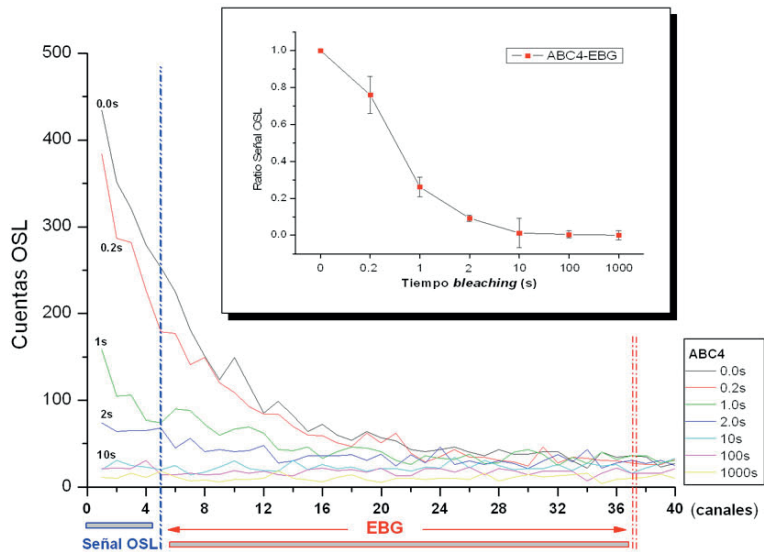 500
400
300
200
100
0
Cuentas OSL
0.0s
0.2s
1s
2s
10s
1.0
0.8
0.6
0.4
0.2
0.0
Ratio Señal OSL
ABC4-EBG
0 0.2 1 2 10 100 1000
Tiempo bleaching (s)
ABC4
0.0s
0.2s
1.0s
2.0s
10s
100s
1000s
0 4 8 12 16 20 24 28 32 36 40 (canales)
Señal OSL
EBG